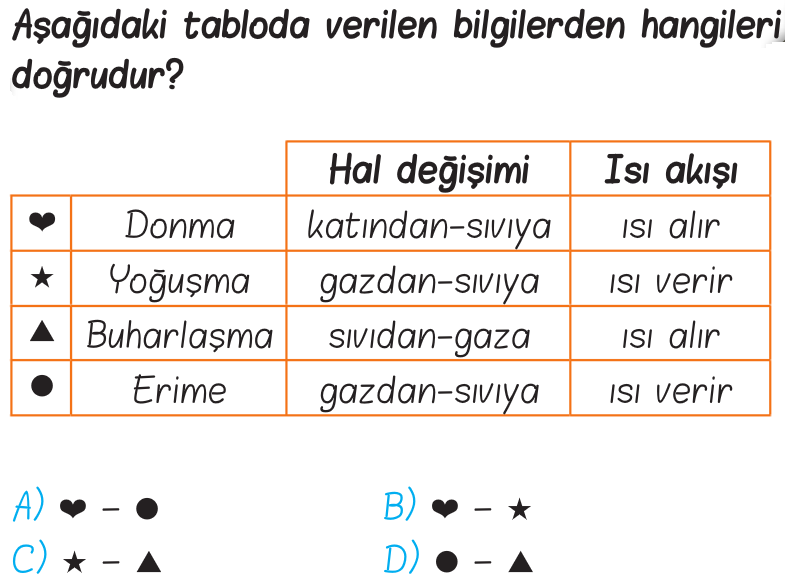 Aşağıdaki tabloda verilen bilgilerden hangileri
doğrudur?
Hal değişimi Isı akışı
❤ Donma katından-sıvıya ısı alır
★ Yoğuşma gazdan-sıvıya ısı verir
▲ Buharlaşma sıvıdan-gaza ısı alır
● Erime gazdan-sıvıya ısı verir
A) ❤ – ● B) ❤ – ★
C) ★ – ▲ D) ● – ▲